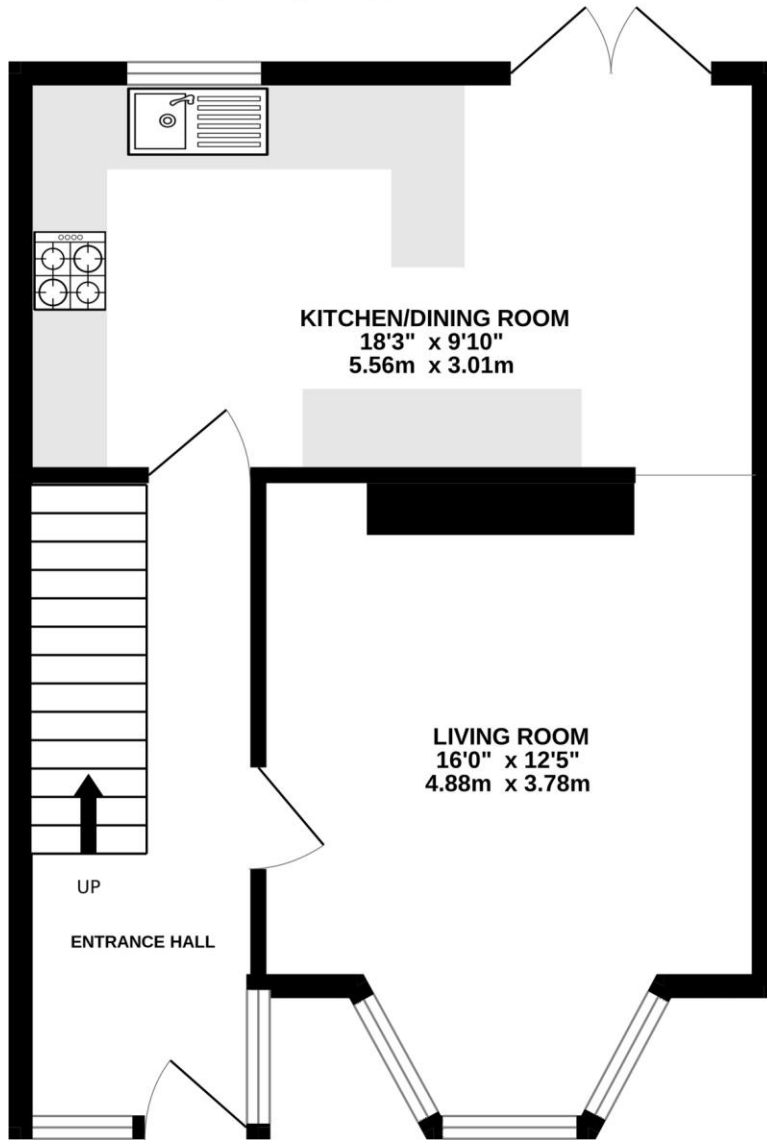 KITCHEN/DINING ROOM
18'3" x 9'10"
5.56m x 3.01m
LIVING ROOM
16'0" x 12'5"
4.88m x 3.78m
UP
ENTRANCE HALL